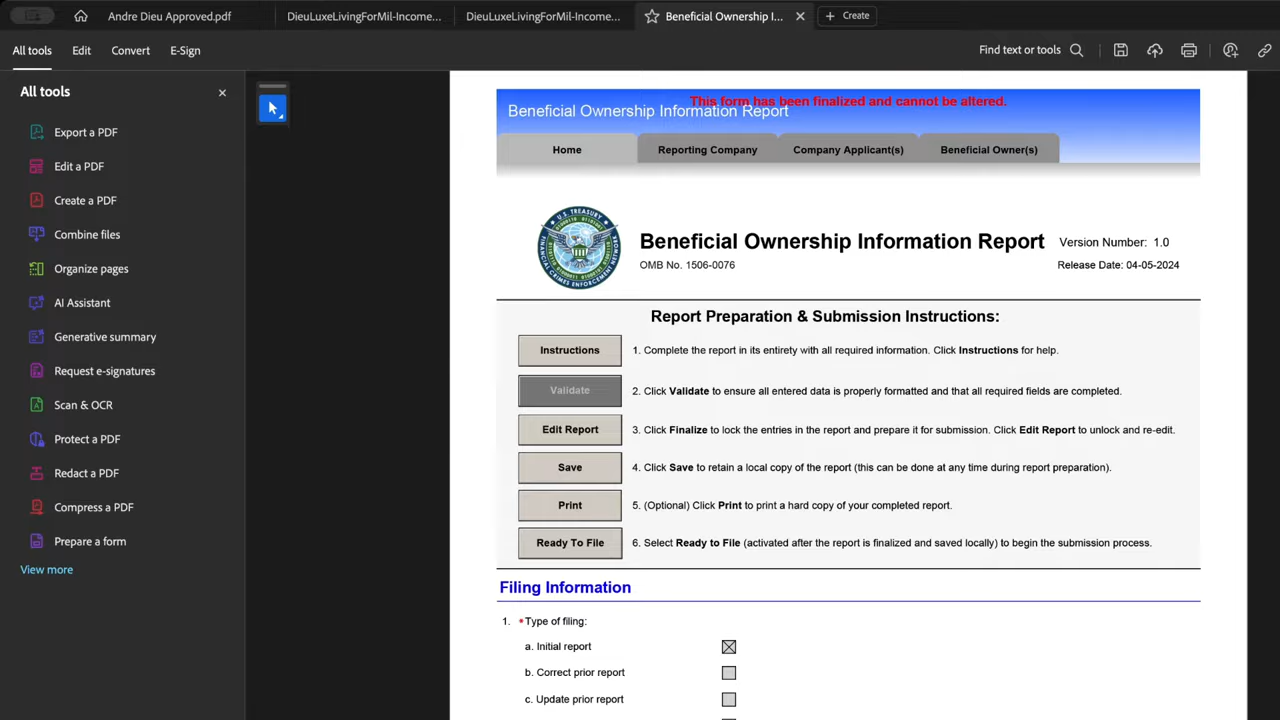 Andre Dieu Approved.pdf
DieuLuxeLivingForMil-Income...
DieuLuxeLivingForMil-Income...
Beneficial Ownership I...
Create
All tools
Edit
Convert
E-Sign
Find text or tools
All tools
Export a PDF
Edit a PDF
Create a PDF
Combine files
Organize pages
AI Assistant
Generative summary
Request e-signatures
Scan & OCR
Protect a PDF
Redact a PDF
Compress a PDF
Prepare a form
View more
This form has been finalized and cannot be altered.
Beneficial Ownership Information Report
Home
Reporting Company
Company Applicant(s)
Beneficial Owner(s)
U.S. TREASURY
FINANCIAL CRIMES ENFORCEMENT NETWORK
Beneficial Ownership Information Report
Version Number: 1.0
OMB No. 1506-0076
Release Date: 04-05-2024
Report Preparation & Submission Instructions:
Instructions
1. Complete the report in its entirety with all required information. Click Instructions for help.
Validate
2. Click Validate to ensure all entered data is properly formatted and that all required fields are completed.
Edit Report
3. Click Finalize to lock the entries in the report and prepare it for submission. Click Edit Report to unlock and re-edit.
Save
4. Click Save to retain a local copy of the report (this can be done at any time during report preparation).
Print
5. (Optional) Click Print to print a hard copy of your completed report.
Ready To File
6. Select Ready to File (activated after the report is finalized and saved locally) to begin the submission process.
Filing Information
1. *Type of filing:
a. Initial report
b. Correct prior report
c. Update prior report